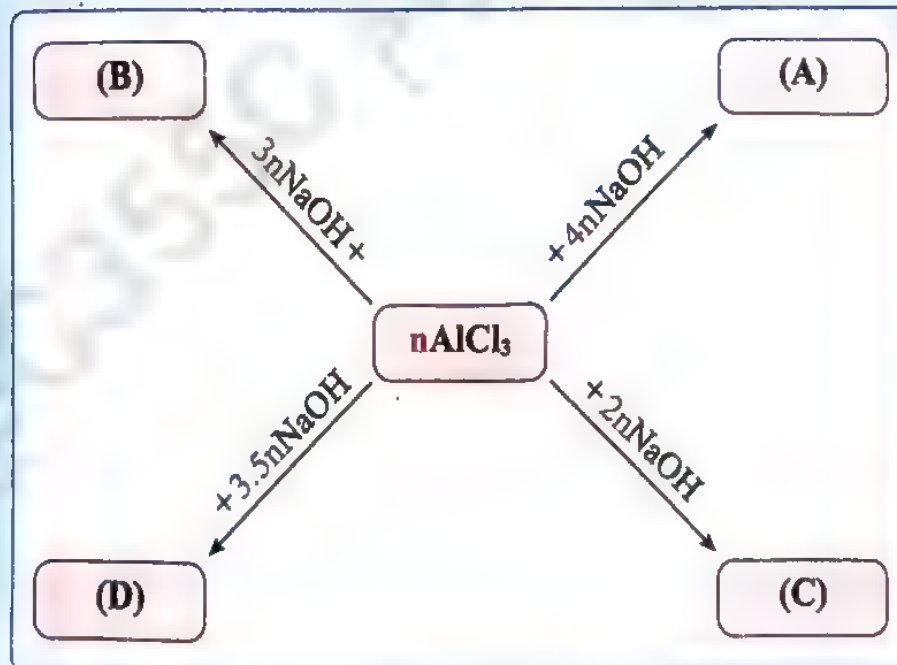 (B)
(A)
3nNaOH+
+4nNaOH
nAlCl₃
+3.5nNaOH
+2nNaOH
(D)
(C)